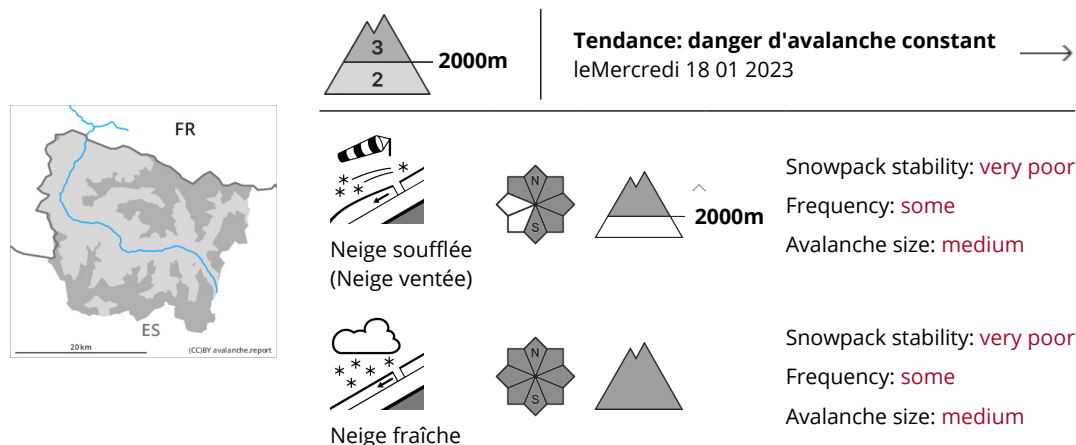 3
2
2000m
Tendance: danger d'avalanche constant
leMercredi 18 01 2023
FR
ES
20 km
(CC)BY avalanche.report
N
S
2000m
Neige soufflée
(Neige ventée)
Snowpack stability: very poor
Frequency: some
Avalanche size: medium
N
S
Neige fraîche
Snowpack stability: very poor
Frequency: some
Avalanche size: medium